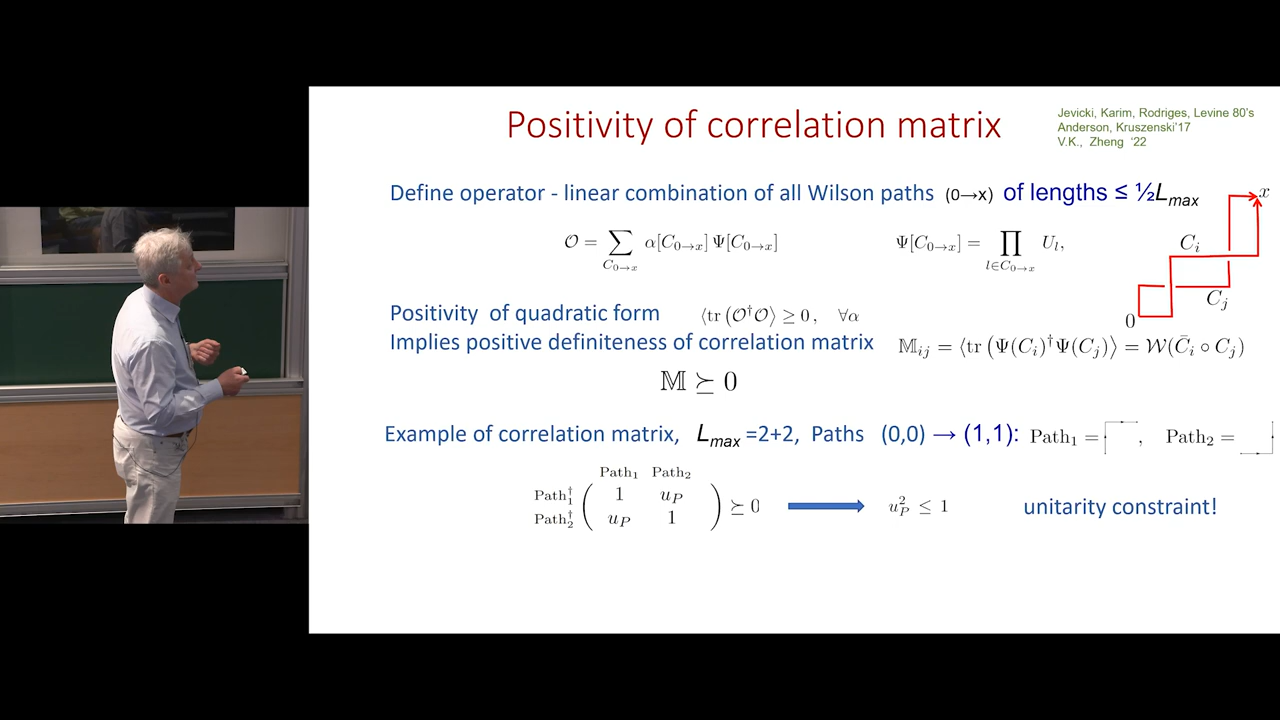 Positivity of correlation matrix
Jevicki, Karim, Rodriges, Levine 80's
Anderson, Kruszenski'17
V.K., Zheng '22
Define operator - linear combination of all Wilson paths (0→x) of lengths ≤ ½L_max
x
𝒪 = ∑_{C_{0→x}} α[C_{0→x}] Ψ[C_{0→x}]
Ψ[C_{0→x}] = ∏_{l∈C_{0→x}} U_l,
C_i
C_j
0
Positivity of quadratic form ⟨tr (𝒪†𝒪⟩ ≥ 0 , ∀α
Implies positive definiteness of correlation matrix 𝕄_{ij} = ⟨tr (Ψ(C_i)†Ψ(C_j)⟩ = 𝒲(C̄_i ∘ C_j)
𝕄 ⪰ 0
Example of correlation matrix, L_max =2+2, Paths (0,0) → (1,1): Path₁ = , Path₂ =
Path₁ Path₂
Path₁† ( 1 u_P
Path₂† u_P 1 ) ⪰ 0
u_P² ≤ 1
unitarity constraint!